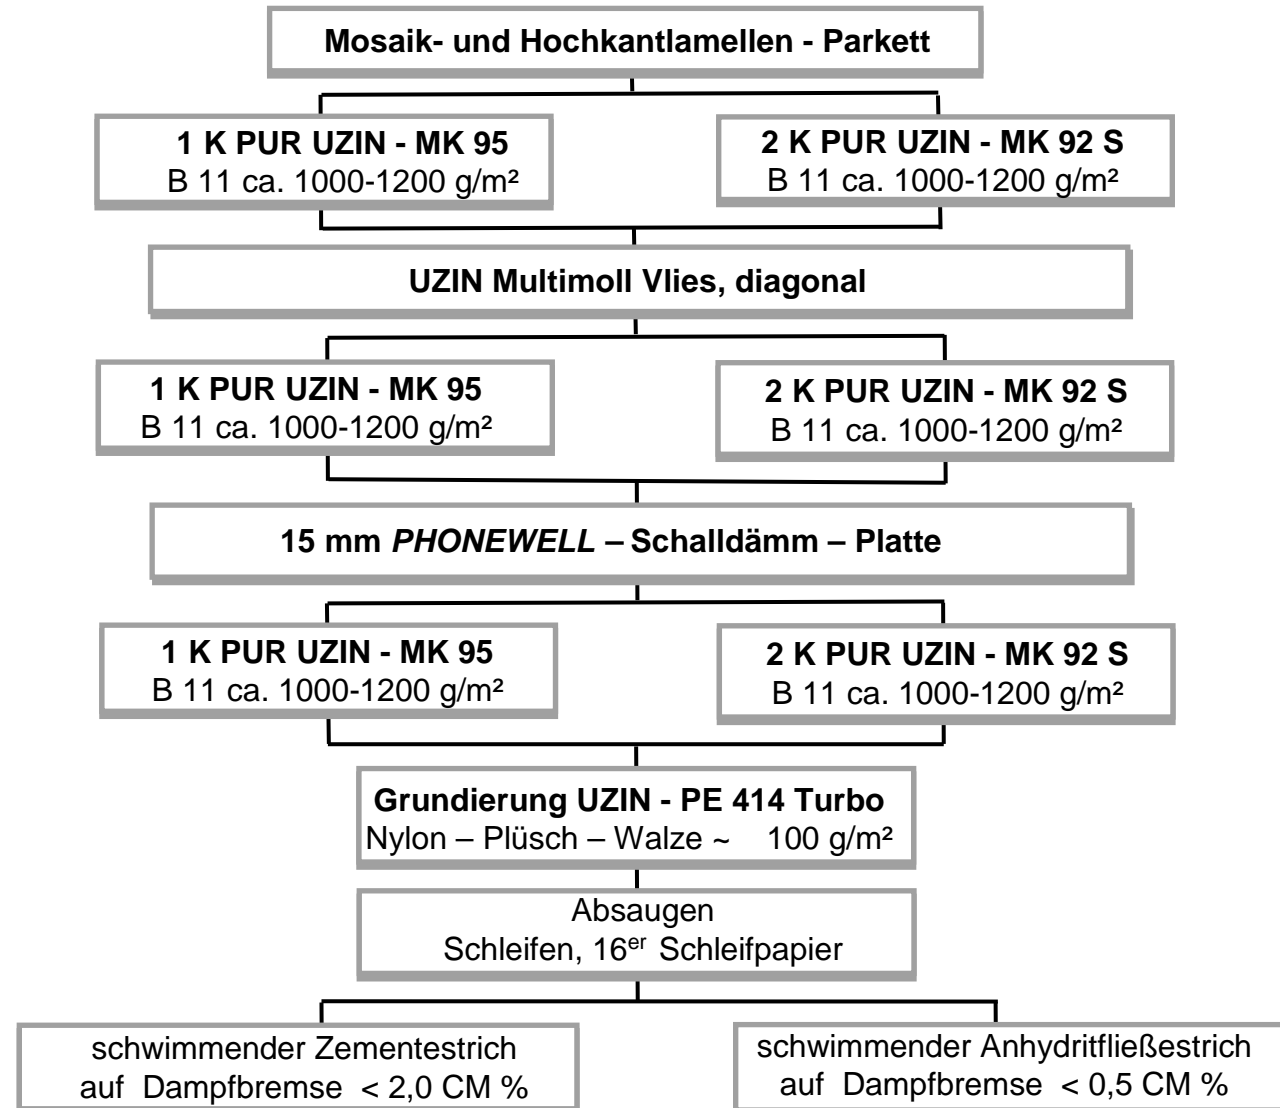 Mosaik- und Hochkantlamellen - Parkett
1 K PUR UZIN - MK 95
B 11 ca. 1000-1200 g/m²
2 K PUR UZIN - MK 92 S
B 11 ca. 1000-1200 g/m²
UZIN Multimoll Vlies, diagonal
1 K PUR UZIN - MK 95
B 11 ca. 1000-1200 g/m²
2 K PUR UZIN - MK 92 S
B 11 ca. 1000-1200 g/m²
15 mm PHONEWELL – Schalldämm – Platte
1 K PUR UZIN - MK 95
B 11 ca. 1000-1200 g/m²
2 K PUR UZIN - MK 92 S
B 11 ca. 1000-1200 g/m²
Grundierung UZIN - PE 414 Turbo
Nylon – Plüsch – Walze ~ 100 g/m²
Absaugen
Schleifen, 16er Schleifpapier
schwimmender Zementestrich
auf Dampfbremse < 2,0 CM %
schwimmender Anhydritfließestrich
auf Dampfbremse < 0,5 CM %